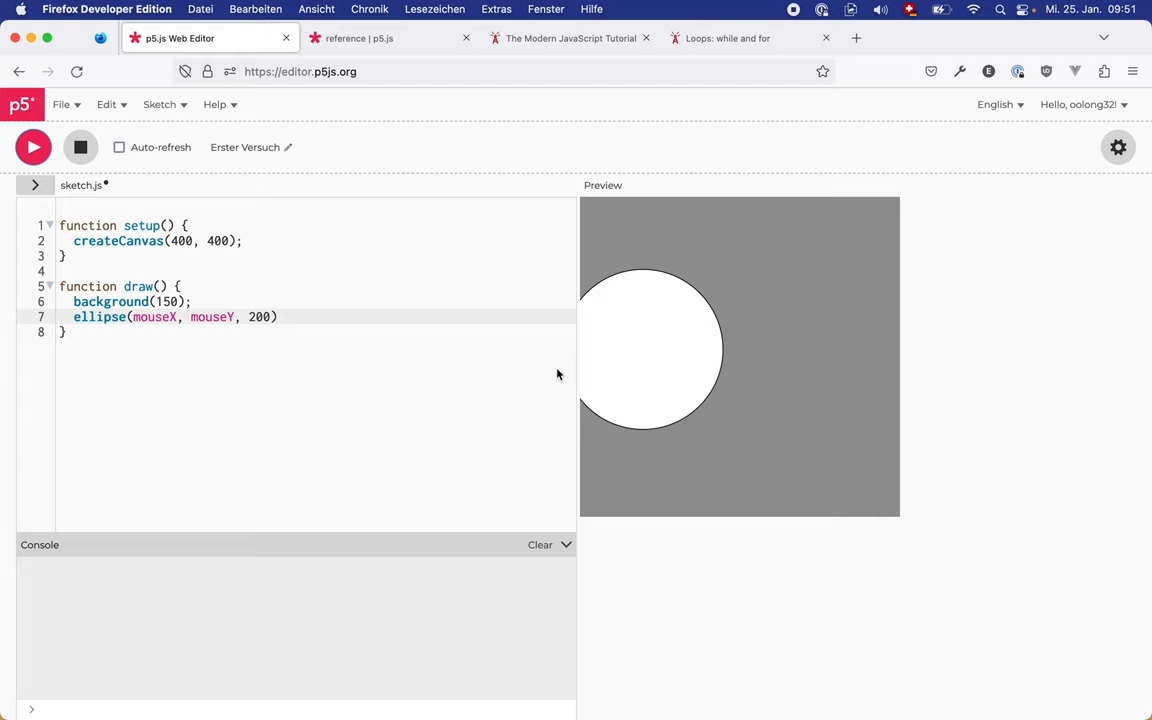 Firefox Developer Edition Datei Bearbeiten Ansicht Chronik Lesezeichen Extras Fenster Hilfe Mi. 25. Jan. 09:51
p5.js Web Editor reference | p5.js The Modern JavaScript Tutorial Loops: while and for
https://editor.p5js.org
p5* File Edit Sketch Help English Hello, oolong32!
Auto-refresh Erster Versuch
sketch.js Preview
1 function setup() {
2 createCanvas(400, 400);
3 }
4
5 function draw() {
6 background(150);
7 ellipse(mouseX, mouseY, 200)
8 }
Console Clear
>